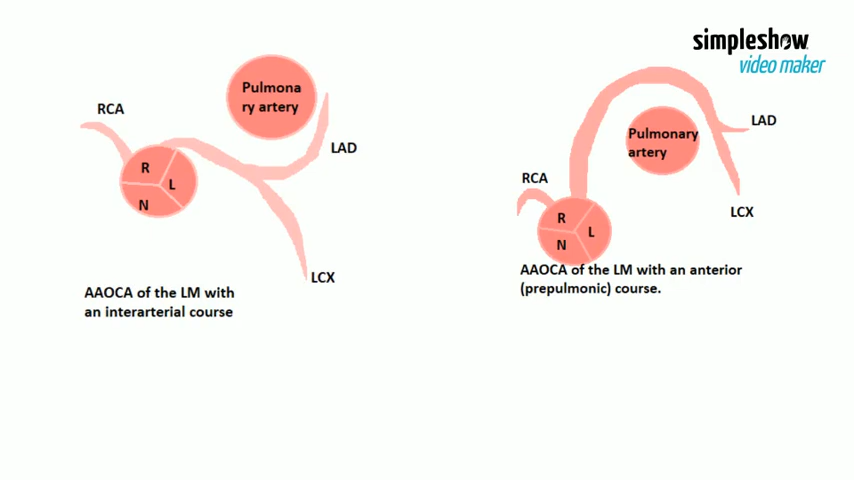 simpleshow
video maker
RCA
Pulmona
ry artery
LAD
R
L
N
LCX
AAOCA of the LM with
an interarterial course
Pulmonary
artery
LAD
RCA
LCX
R
L
N
AAOCA of the LM with an anterior
(prepulmonic) course.